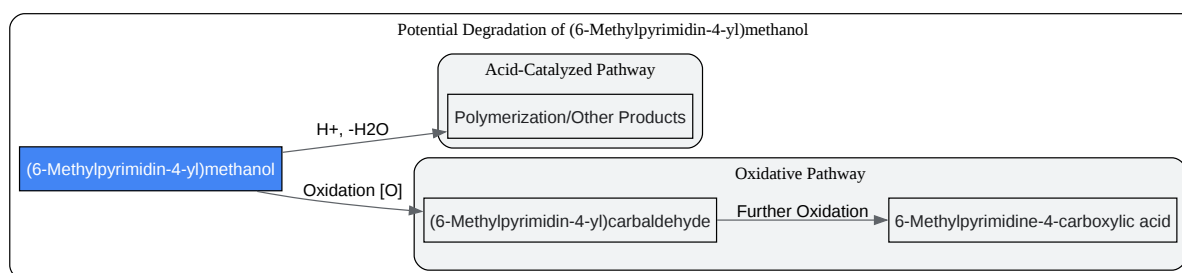 Potential Degradation of (6-Methylpyrimidin-4-yl)methanol
Acid-Catalyzed Pathway
Polymerization/Other Products
H+, -H2O
(6-Methylpyrimidin-4-yl)methanol
Oxidation [O]
Oxidative Pathway
(6-Methylpyrimidin-4-yl)carbaldehyde
Further Oxidation
6-Methylpyrimidine-4-carboxylic acid